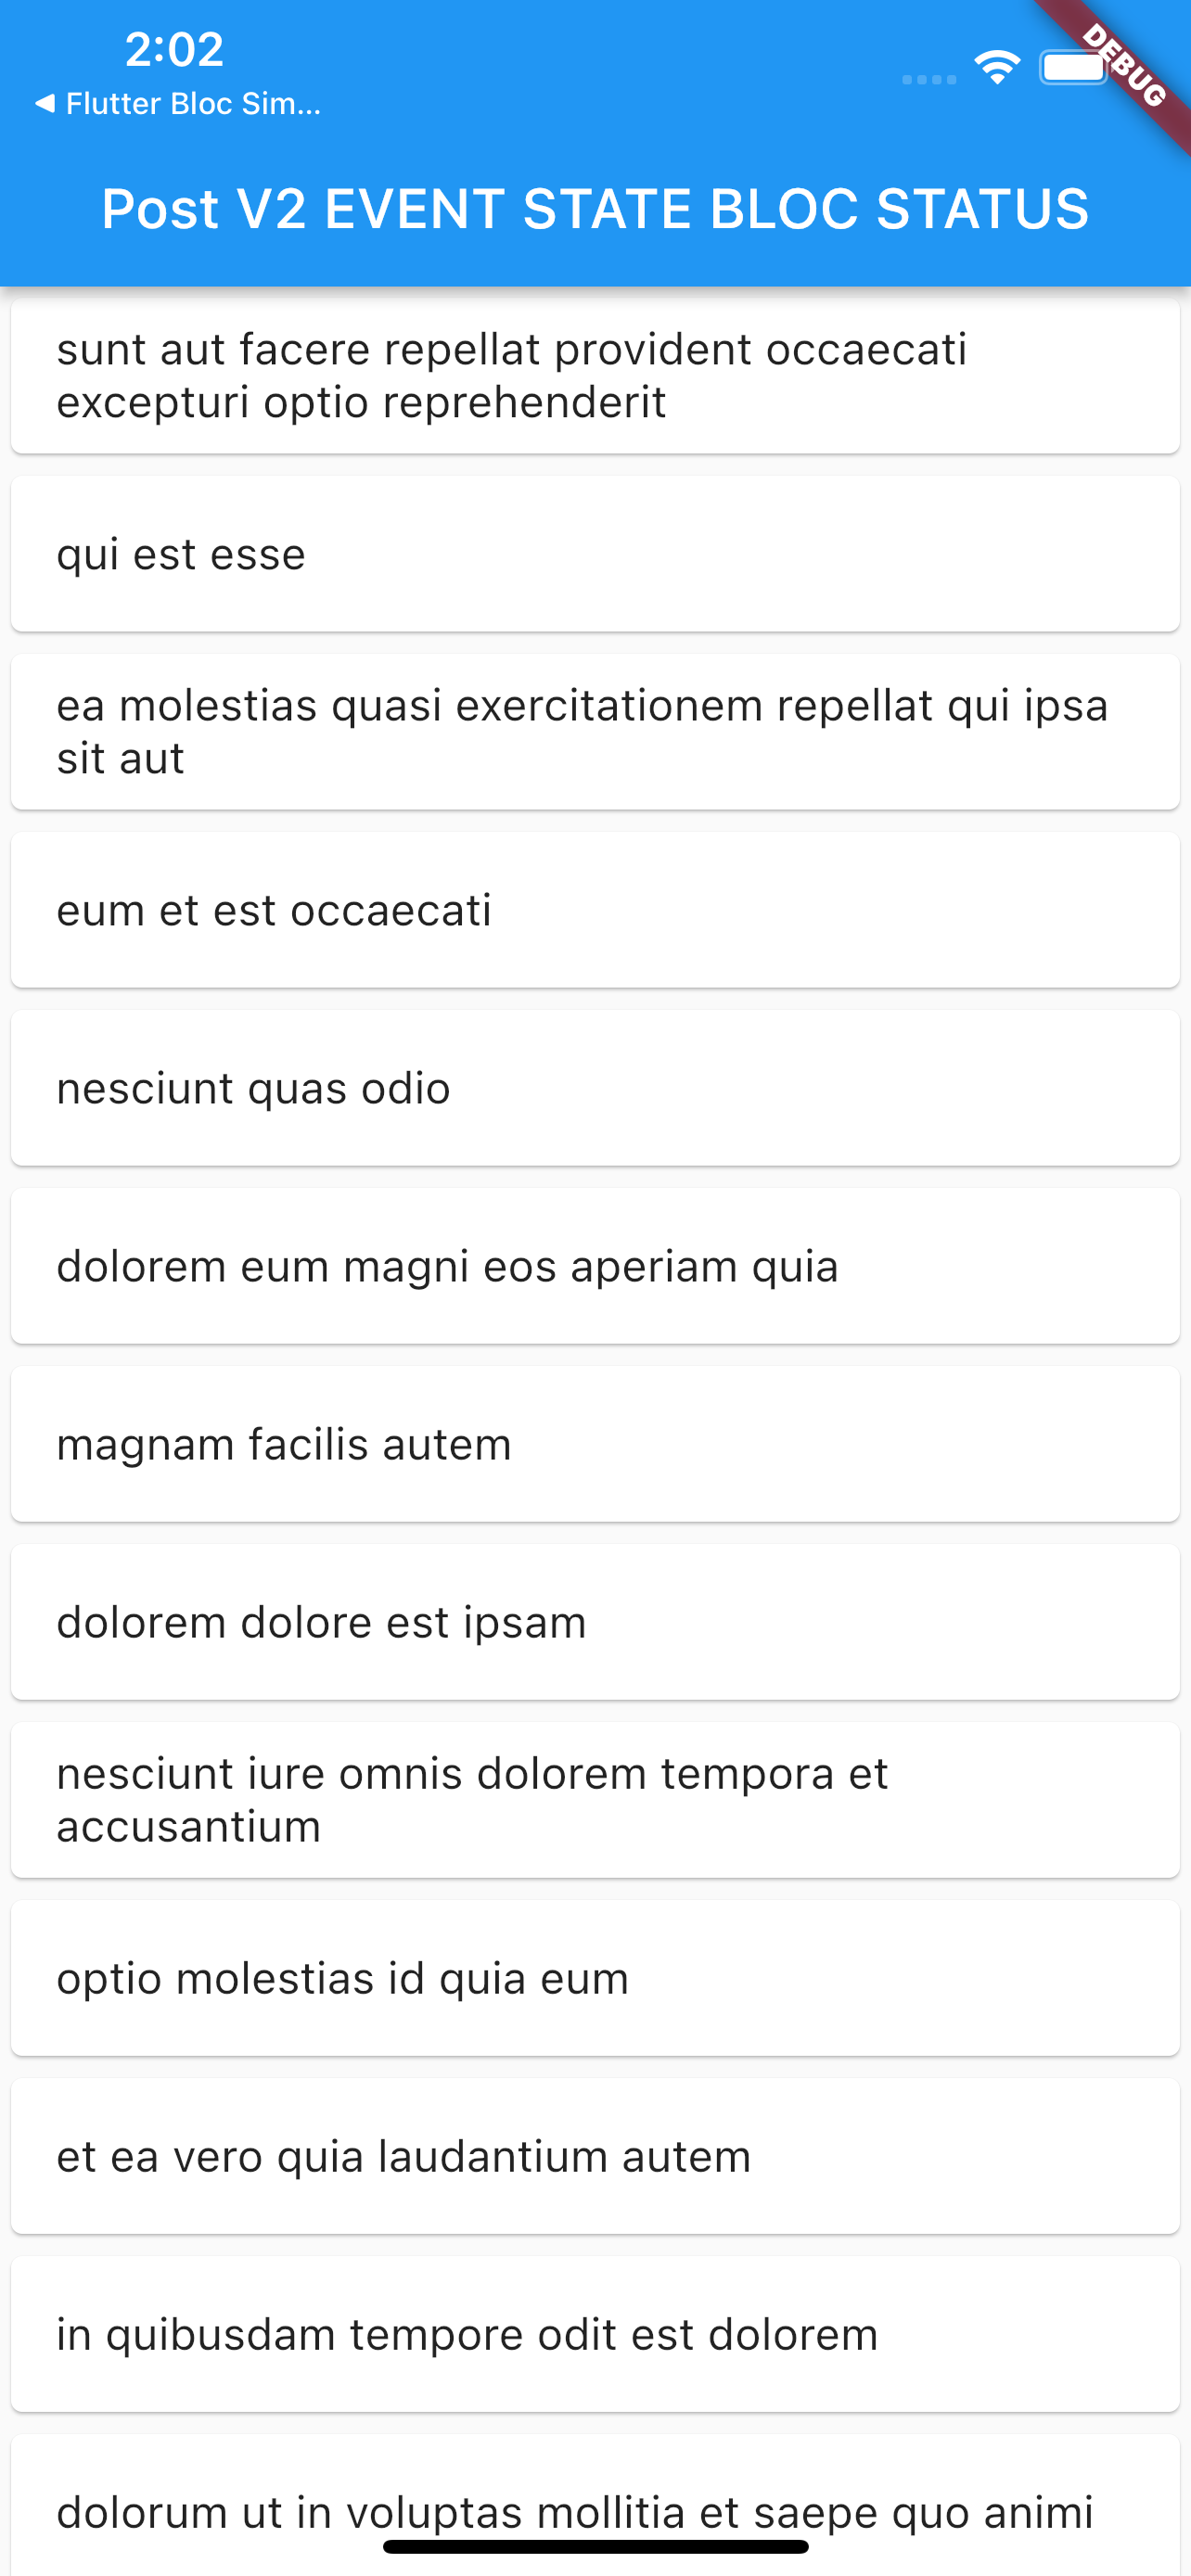 2:02
◀ Flutter Bloc Sim...
DEBUG
Post V2 EVENT STATE BLOC STATUS
sunt aut facere repellat provident occaecati
excepturi optio reprehenderit
qui est esse
ea molestias quasi exercitationem repellat qui ipsa
sit aut
eum et est occaecati
nesciunt quas odio
dolorem eum magni eos aperiam quia
magnam facilis autem
dolorem dolore est ipsam
nesciunt iure omnis dolorem tempora et
accusantium
optio molestias id quia eum
et ea vero quia laudantium autem
in quibusdam tempore odit est dolorem
dolorum ut in voluptas mollitia et saepe quo animi